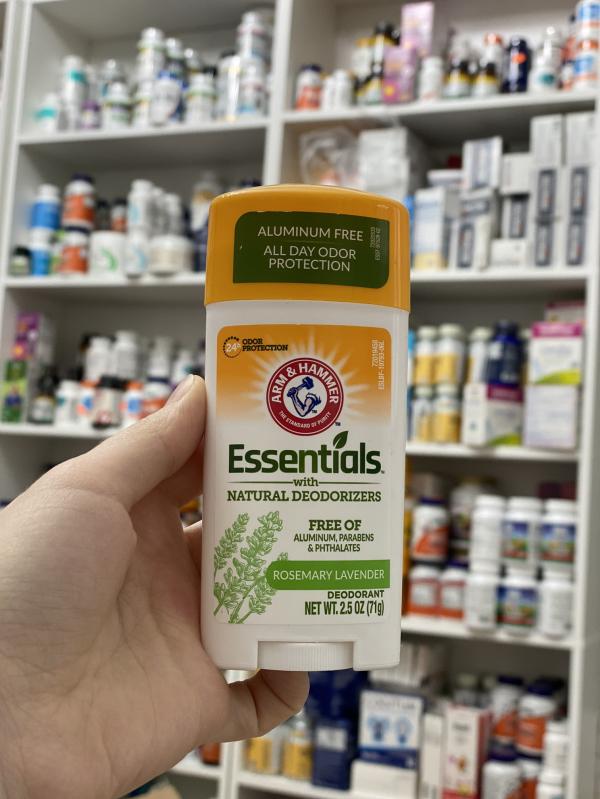 ALUMINUM FREE
ALL DAY ODOR
PROTECTION
24 ODOR
PROTECTION
ARM & HAMMER
THE STANDARD OF PURITY
Essentials
with
NATURAL DEODORIZERS
FREE OF
ALUMINUM, PARABENS
& PHTHALATES
ROSEMARY LAVENDER
DEODORANT
NET WT. 2.5 OZ (71g)